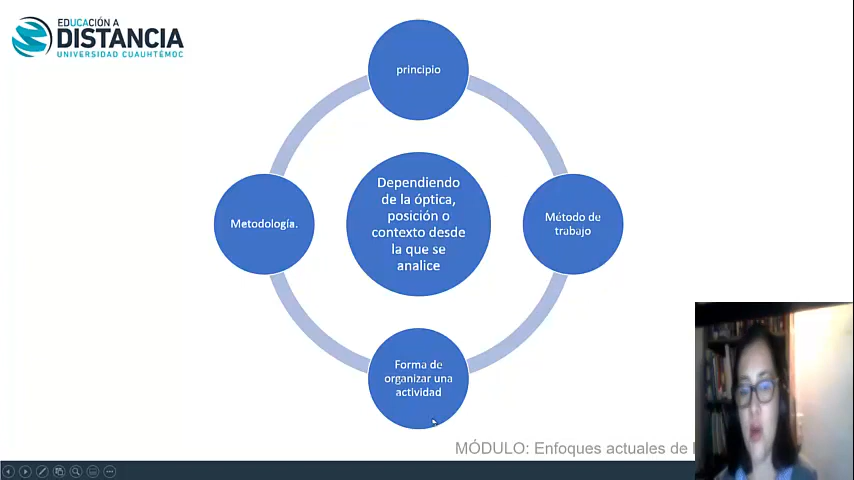 EDUCACIÓN A
DISTANCIA
UNIVERSIDAD CUAUHTÉMOC
principio
Dependiendo
de la óptica,
posición o
contexto desde
la que se
analice
Metodología.
Método de
trabajo
Forma de
organizar una
actividad
MÓDULO: Enfoques actuales de